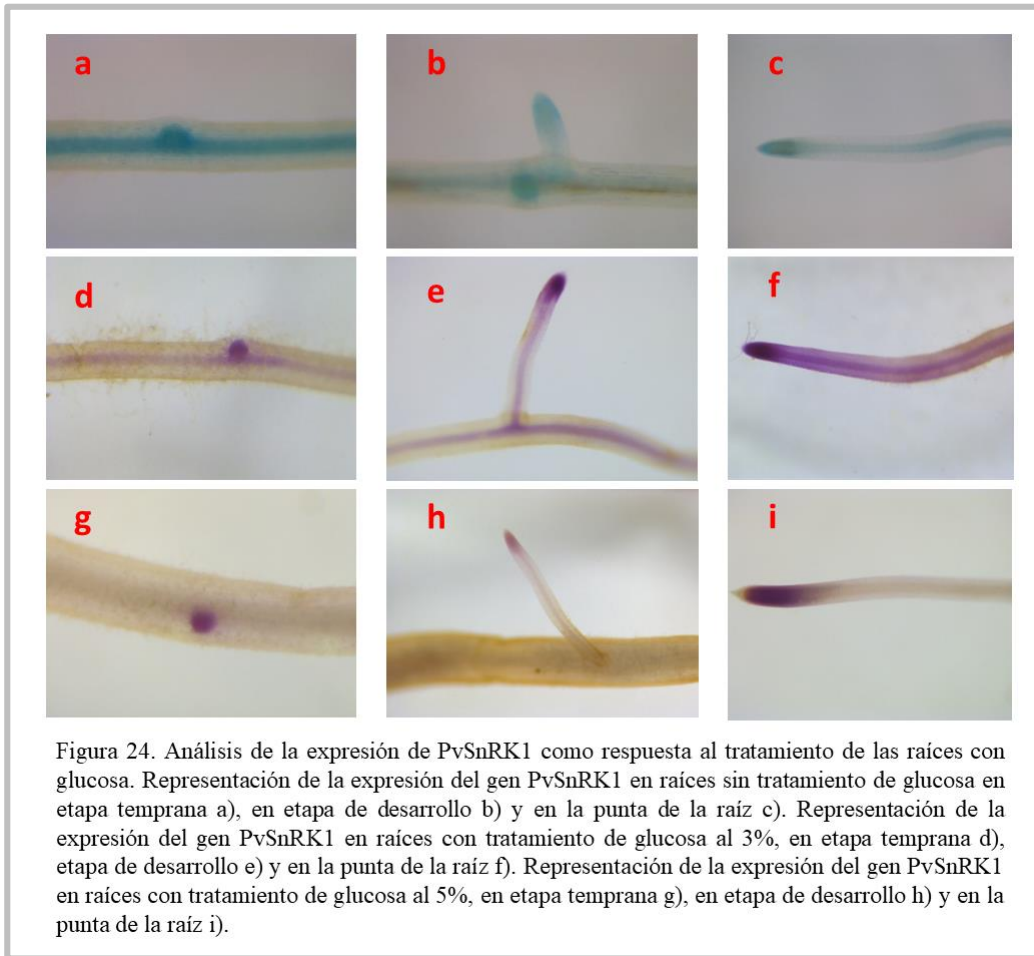 a
b
c
d
e
f
g
h
i
Figura 24. Análisis de la expresión de PvSnRK1 como respuesta al tratamiento de las raíces con
glucosa. Representación de la expresión del gen PvSnRK1 en raíces sin tratamiento de glucosa en
etapa temprana a), en etapa de desarrollo b) y en la punta de la raíz c). Representación de la
expresión del gen PvSnRK1 en raíces con tratamiento de glucosa al 3%, en etapa temprana d),
etapa de desarrollo e) y en la punta de la raíz f). Representación de la expresión del gen PvSnRK1
en raíces con tratamiento de glucosa al 5%, en etapa temprana g), en etapa de desarrollo h) y en la
punta de la raíz i).